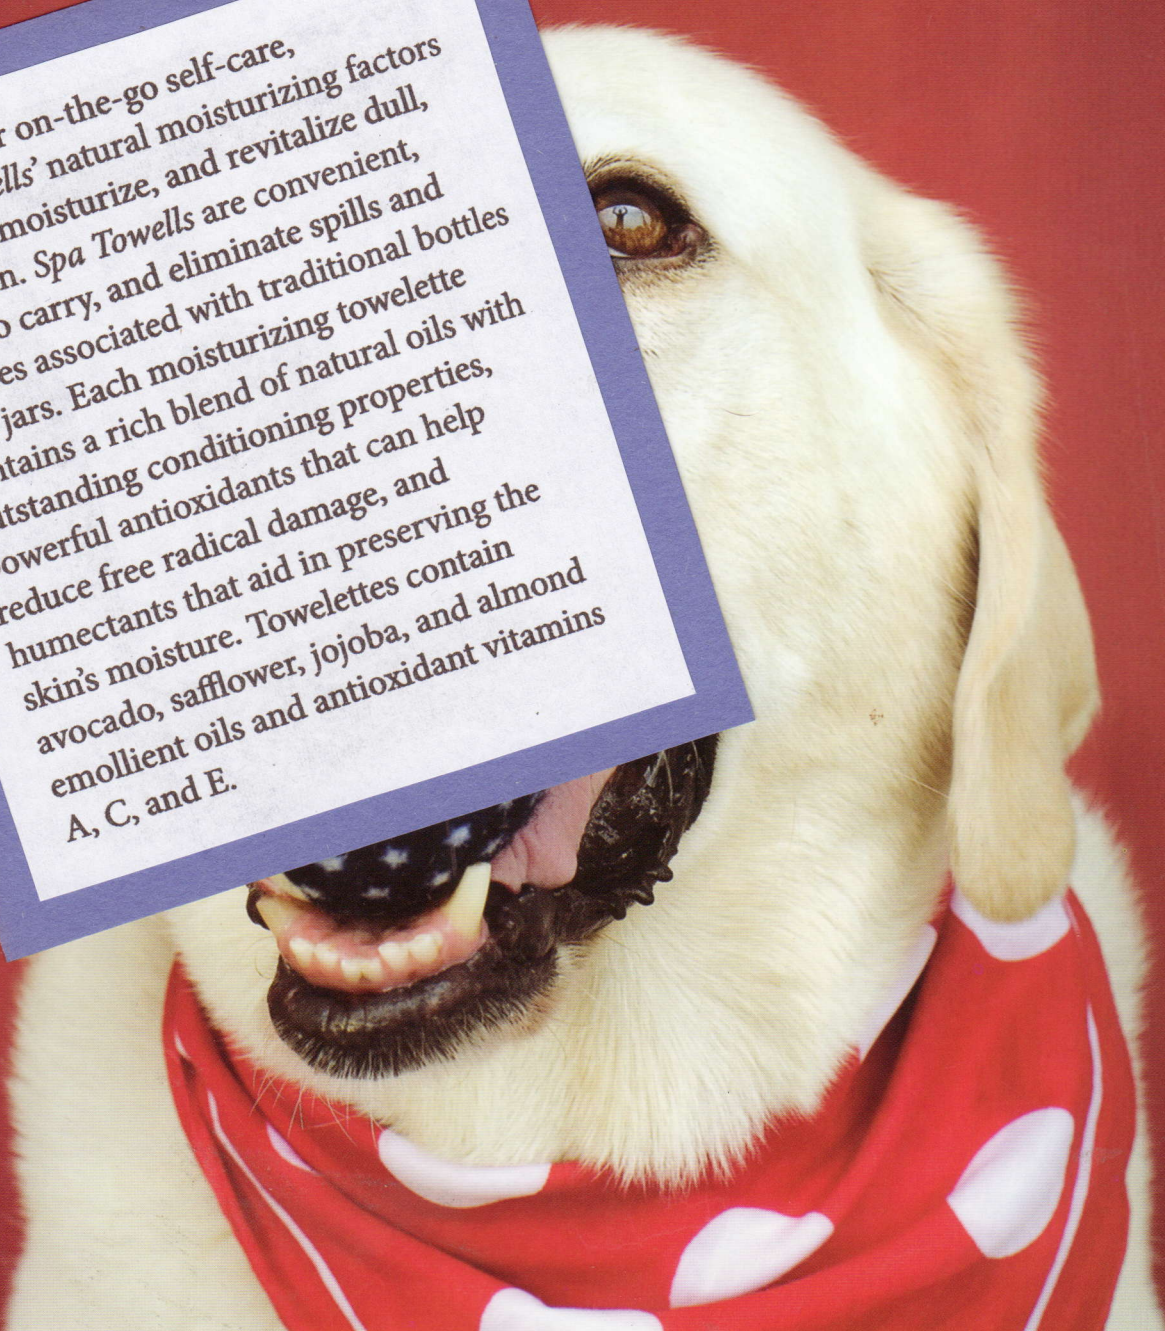 on-the-go self-care,
natural moisturizing factors
moisturize, and revitalize dull,
Spa Towells are convenient,
carry, and eliminate spills and
associated with traditional bottles
jars. Each moisturizing towelette
a rich blend of natural oils with
conditioning properties,
antioxidants that can help
reduce free radical damage, and
humectants that aid in preserving the
skin's moisture. Towelettes contain
avocado, safflower, jojoba, and almond
emollient oils and antioxidant vitamins
A, C, and E.